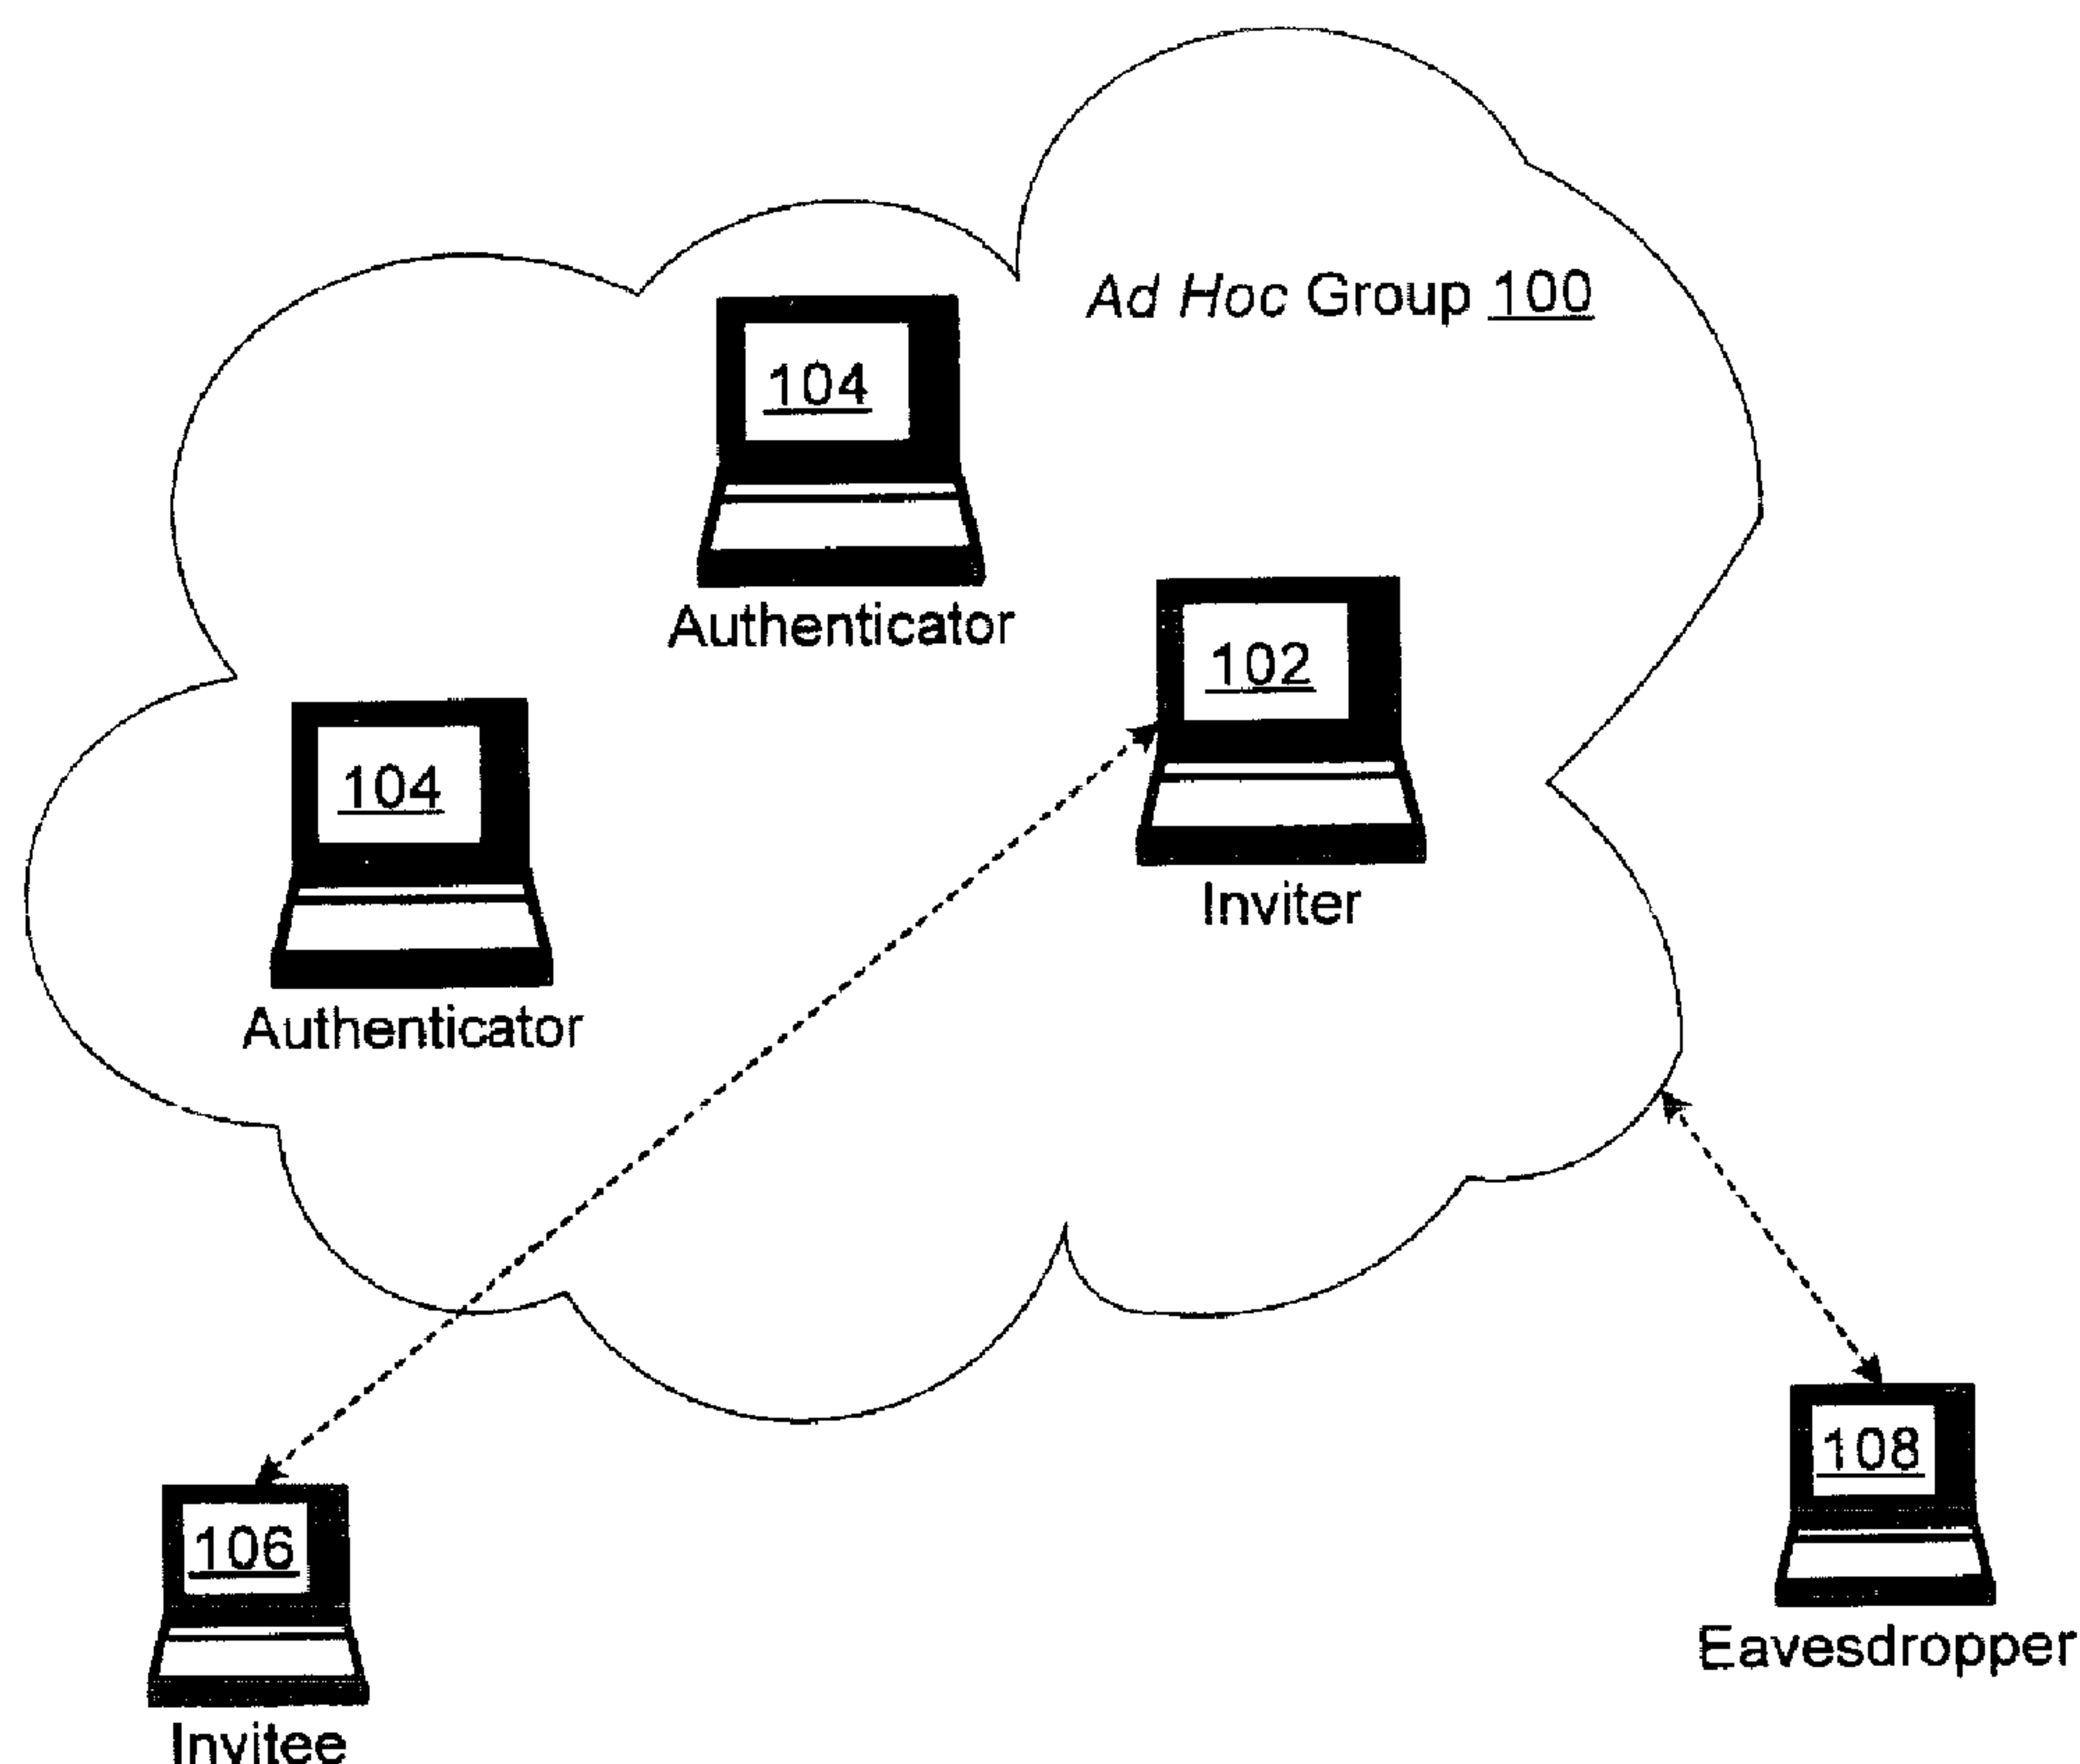 Ad Hoc Group 100
104
Authenticator
102
Inviter
104
Authenticator
108
Eavesdropper
106
Invitee